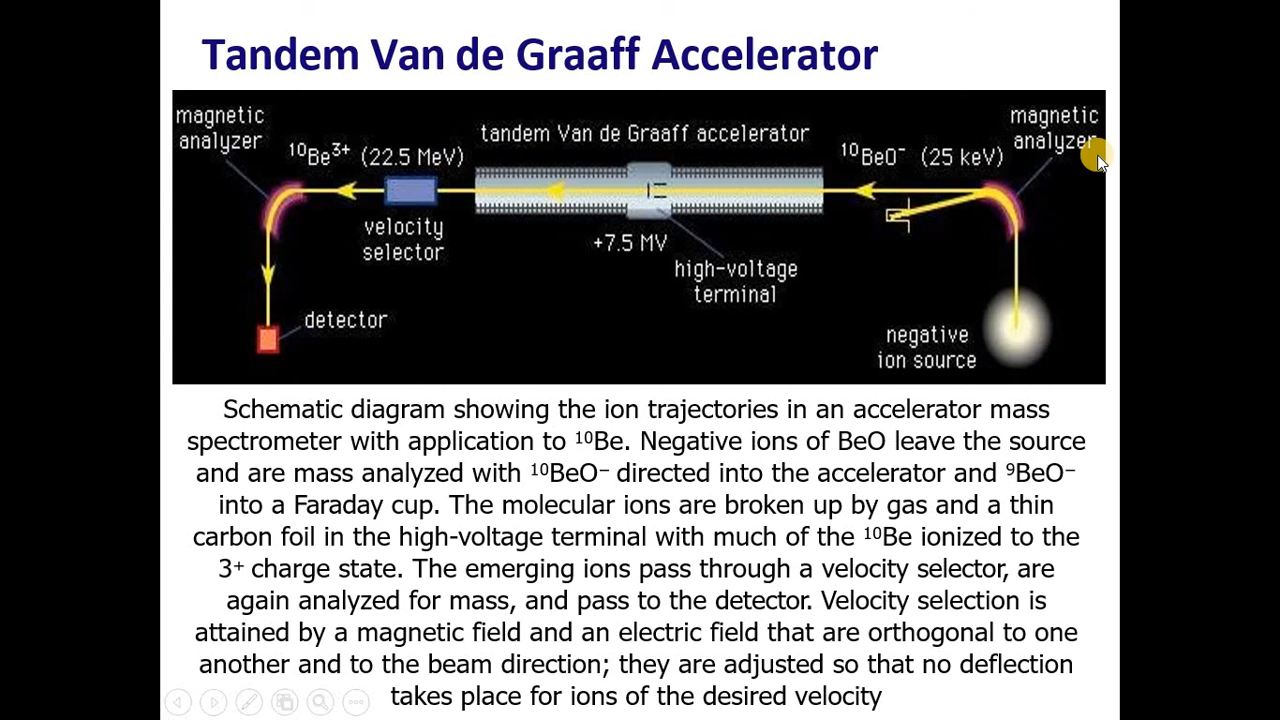 Tandem Van de Graaff Accelerator
magnetic
analyzer
¹⁰Be³⁺ (22.5 MeV)
tandem Van de Graaff accelerator
¹⁰BeO⁻ (25 keV)
magnetic
analyzer
velocity
selector
+7.5 MV
high-voltage
terminal
detector
negative
ion source
Schematic diagram showing the ion trajectories in an accelerator mass
spectrometer with application to ¹⁰Be. Negative ions of BeO leave the source
and are mass analyzed with ¹⁰BeO⁻ directed into the accelerator and ⁹BeO⁻
into a Faraday cup. The molecular ions are broken up by gas and a thin
carbon foil in the high-voltage terminal with much of the ¹⁰Be ionized to the
3⁺ charge state. The emerging ions pass through a velocity selector, are
again analyzed for mass, and pass to the detector. Velocity selection is
attained by a magnetic field and an electric field that are orthogonal to one
another and to the beam direction; they are adjusted so that no deflection
takes place for ions of the desired velocity